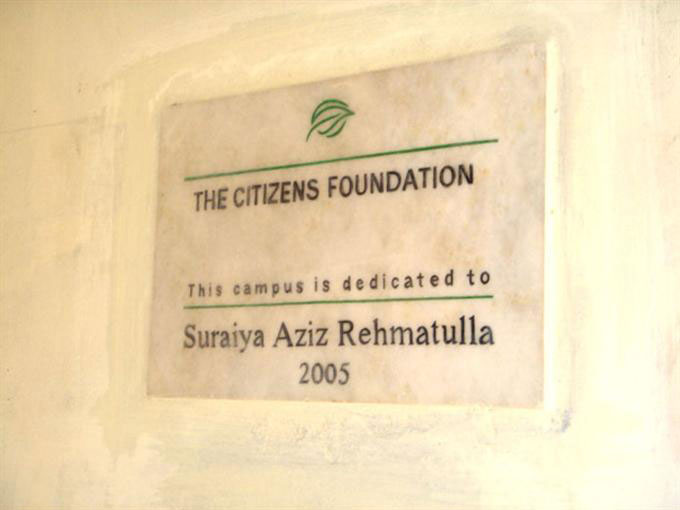 THE CITIZENS FOUNDATION
This campus is dedicated to
Suraiya Aziz Rehmatulla
2005